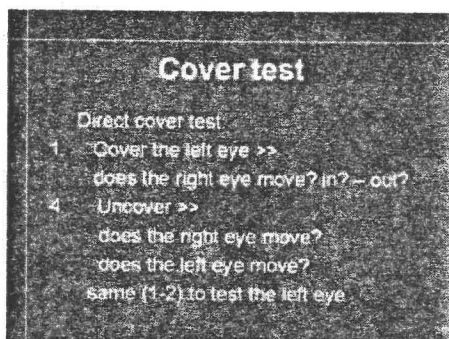 Cover test
Direct cover test:
1. Cover the left eye >>
does the right eye move? in? – out?
4 Uncover >>
does the right eye move?
does the left eye move?
same (1-2) to test the left eye